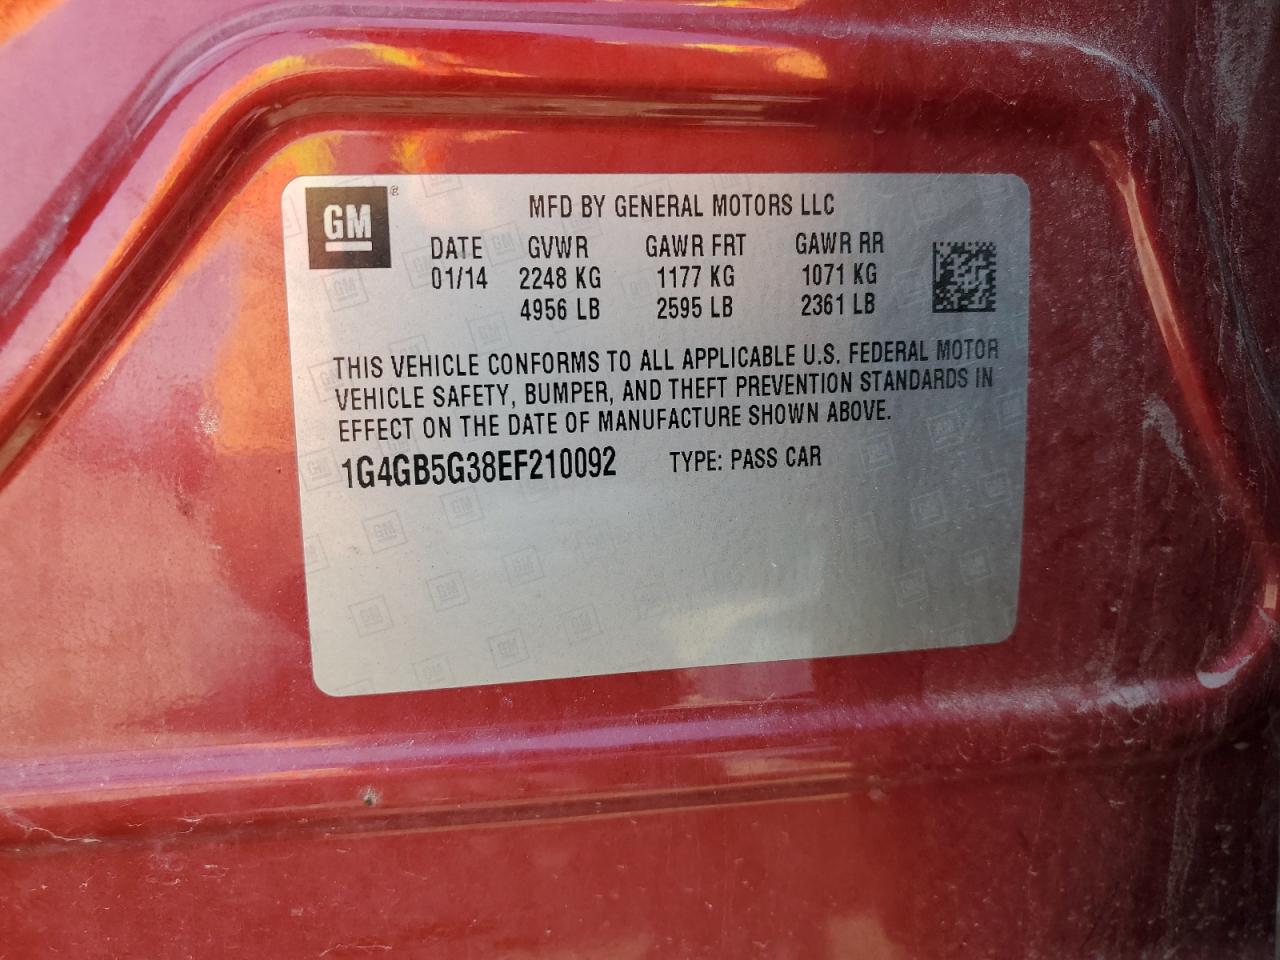 GM ®
MFD BY GENERAL MOTORS LLC
DATE GVWR GAWR FRT GAWR RR
01/14 2248 KG 1177 KG 1071 KG
4956 LB 2595 LB 2361 LB
THIS VEHICLE CONFORMS TO ALL APPLICABLE U.S. FEDERAL MOTOR
VEHICLE SAFETY, BUMPER, AND THEFT PREVENTION STANDARDS IN
EFFECT ON THE DATE OF MANUFACTURE SHOWN ABOVE.
1G4GB5G38EF210092 TYPE: PASS CAR